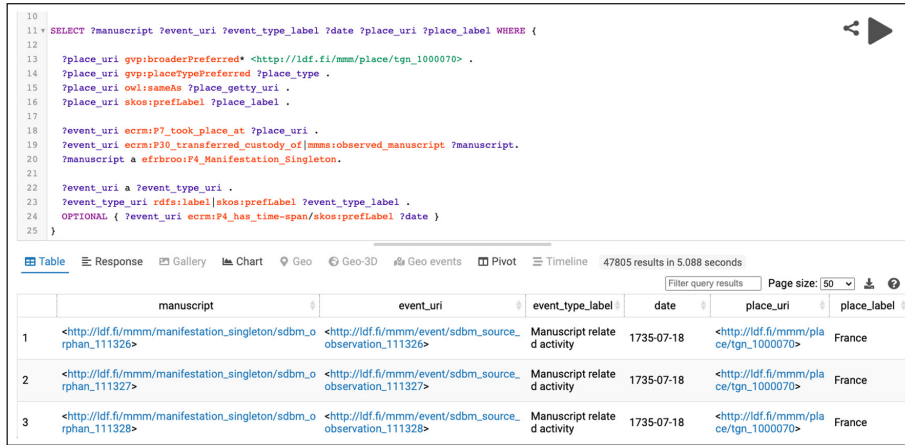 10
11 SELECT ?manuscript ?event_uri ?event_type_label ?date ?place_uri ?place_label WHERE {
12
13 ?place_uri gvp:broaderPreferred* <http://ldf.fi/mmm/place/tgn_1000070> .
14 ?place_uri gvp:placeTypePreferred ?place_type .
15 ?place_uri owl:sameAs ?place_getty_uri .
16 ?place_uri skos:prefLabel ?place_label .
17
18 ?event_uri ecrm:P7_took_place_at ?place_uri .
19 ?event_uri ecrm:P30_transferred_custody_of|mmms:observed_manuscript ?manuscript.
20 ?manuscript a efrbroo:F4_Manifestation_Singleton.
21
22 ?event_uri a ?event_type_uri .
23 ?event_type_uri rdfs:label|skos:prefLabel ?event_type_label .
24 OPTIONAL { ?event_uri ecrm:P4_has_time-span/skos:prefLabel ?date }
25 }
Table Response Gallery Chart Geo Geo-3D Geo events Pivot Timeline 47805 results in 5.088 seconds
Filter query results Page size: 50
manuscript event_uri event_type_label date place_uri place_label
1 <http://ldf.fi/mmm/manifestation_singleton/sdbm_o <http://ldf.fi/mmm/event/sdbm_source_ Manuscript relate 1735-07-18 <http://ldf.fi/mmm/pla France
rphan_111326> observation_111326> d activity ce/tgn_1000070>
2 <http://ldf.fi/mmm/manifestation_singleton/sdbm_o <http://ldf.fi/mmm/event/sdbm_source_ Manuscript relate 1735-07-18 <http://ldf.fi/mmm/pla France
rphan_111327> observation_111327> d activity ce/tgn_1000070>
3 <http://ldf.fi/mmm/manifestation_singleton/sdbm_o <http://ldf.fi/mmm/event/sdbm_source_ Manuscript relate 1735-07-18 <http://ldf.fi/mmm/pla France
rphan_111328> observation_111328> d activity ce/tgn_1000070>